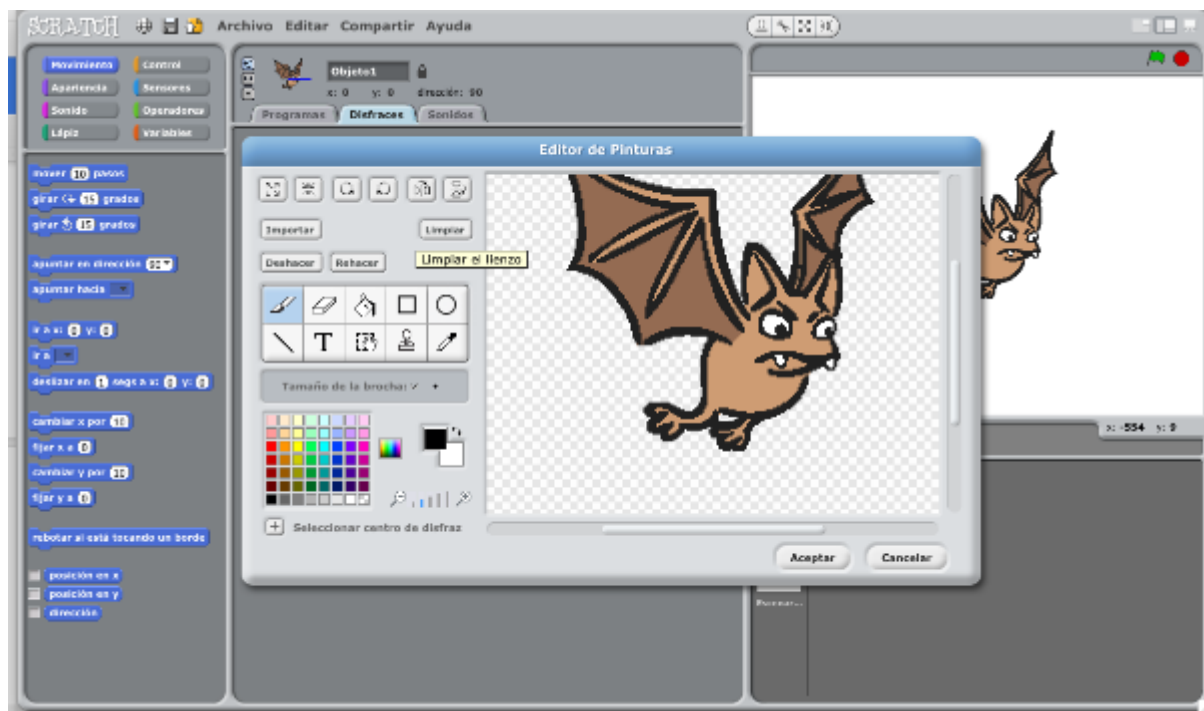 SCRATCH Archivo Editar Compartir Ayuda
Movimiento Control
Apariencia Sensores
Sonido Operadores
Lápiz Variables
Objeto1
x: 0 y: 0 dirección: 90
Programas Disfraces Sonidos
mover 10 pasos
girar 15 grados
girar 15 grados
apuntar en dirección 90
apuntar hacia
ir a x: 0 y: 0
ir a
deslizar en 1 segs a x: 0 y: 0
cambiar x por 10
fijar x a 0
cambiar y por 10
fijar y a 0
rebotar si está tocando un borde
posición en x
posición en y
dirección
Editor de Pinturas
Importar Limpiar
Deshacer Rehacer
Limpiar el lienzo
T
Tamaño de la brocha:
Seleccionar centro de disfraz
Aceptar Cancelar
x: -554 y: 9